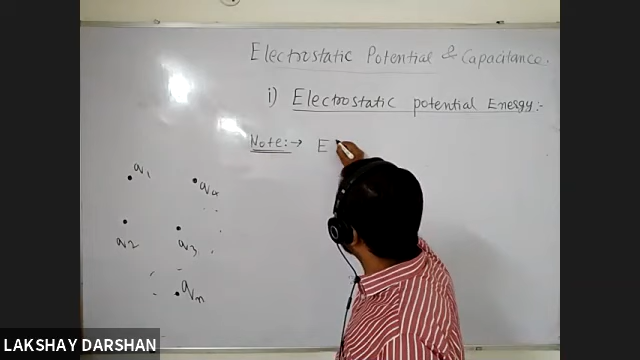 Electrostatic Potential & Capacitance.
i) Electrostatic potential Energy:-
Note:→ E
q1
q4
q2
q3
qn
LAKSHAY DARSHAN